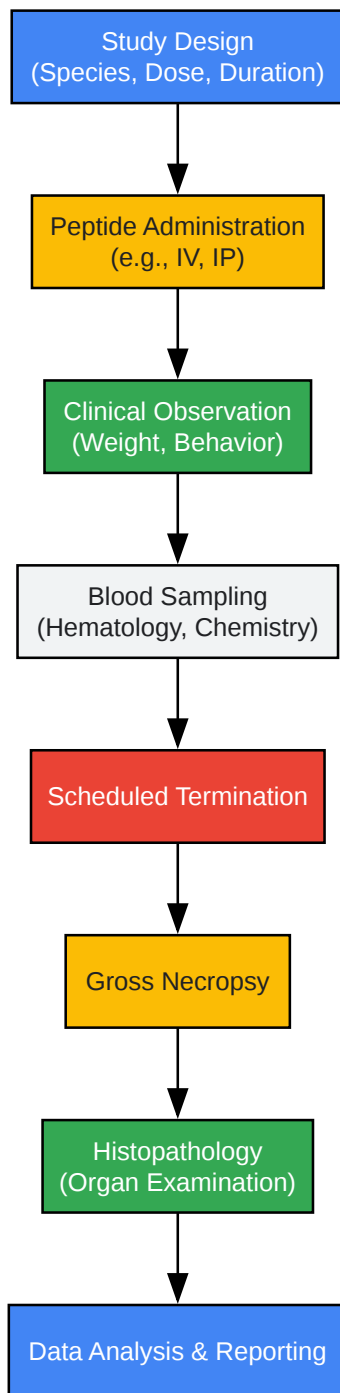 Study Design
(Species, Dose, Duration)
Peptide Administration
(e.g., IV, IP)
Clinical Observation
(Weight, Behavior)
Blood Sampling
(Hematology, Chemistry)
Scheduled Termination
Gross Necropsy
Histopathology
(Organ Examination)
Data Analysis & Reporting